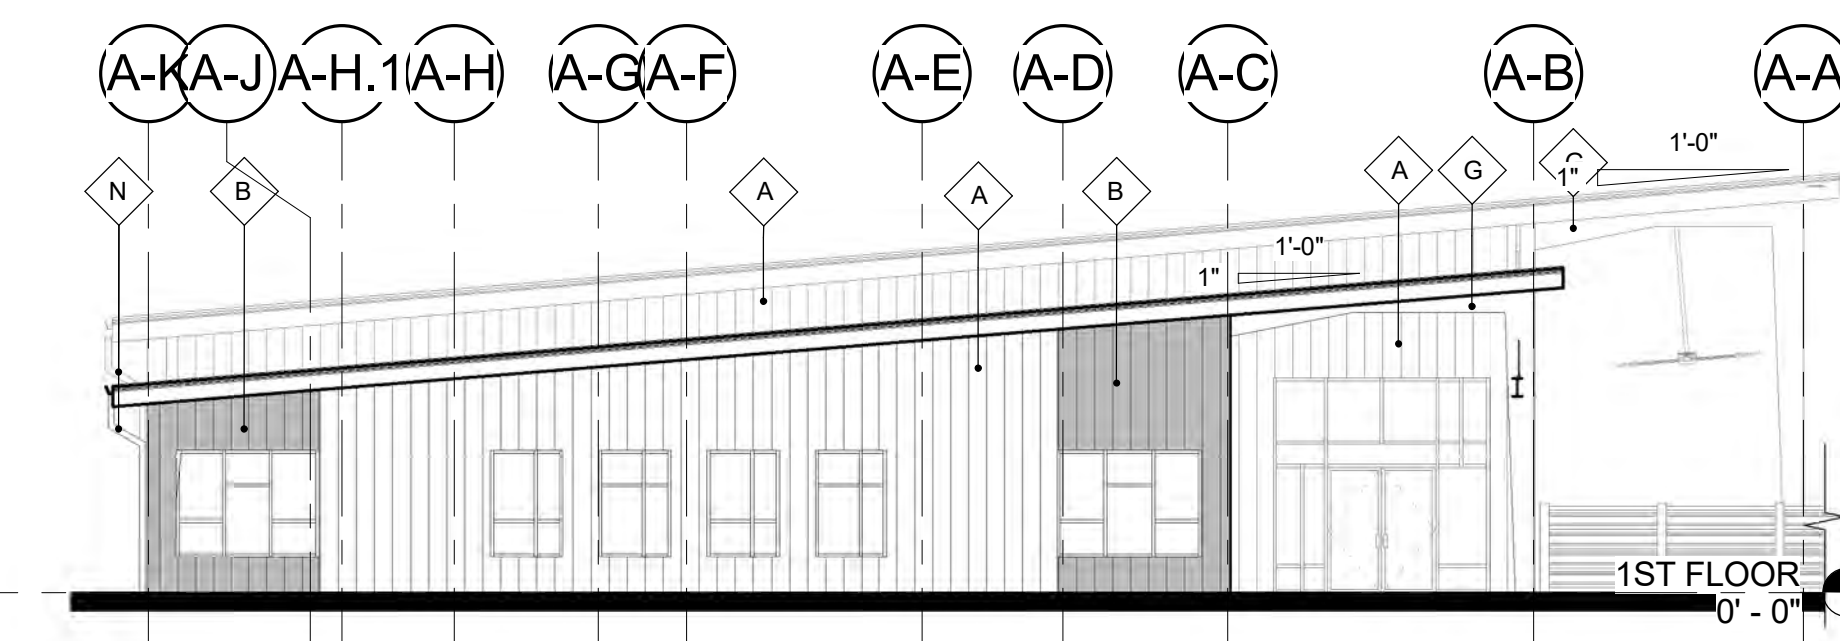 A-K A-J A-H.1 A-H A-G A-F A-E A-D A-C A-B A-A
1'-0"
N B A A B A G C
1"
1'-0"
1"
1ST FLOOR
0' - 0"